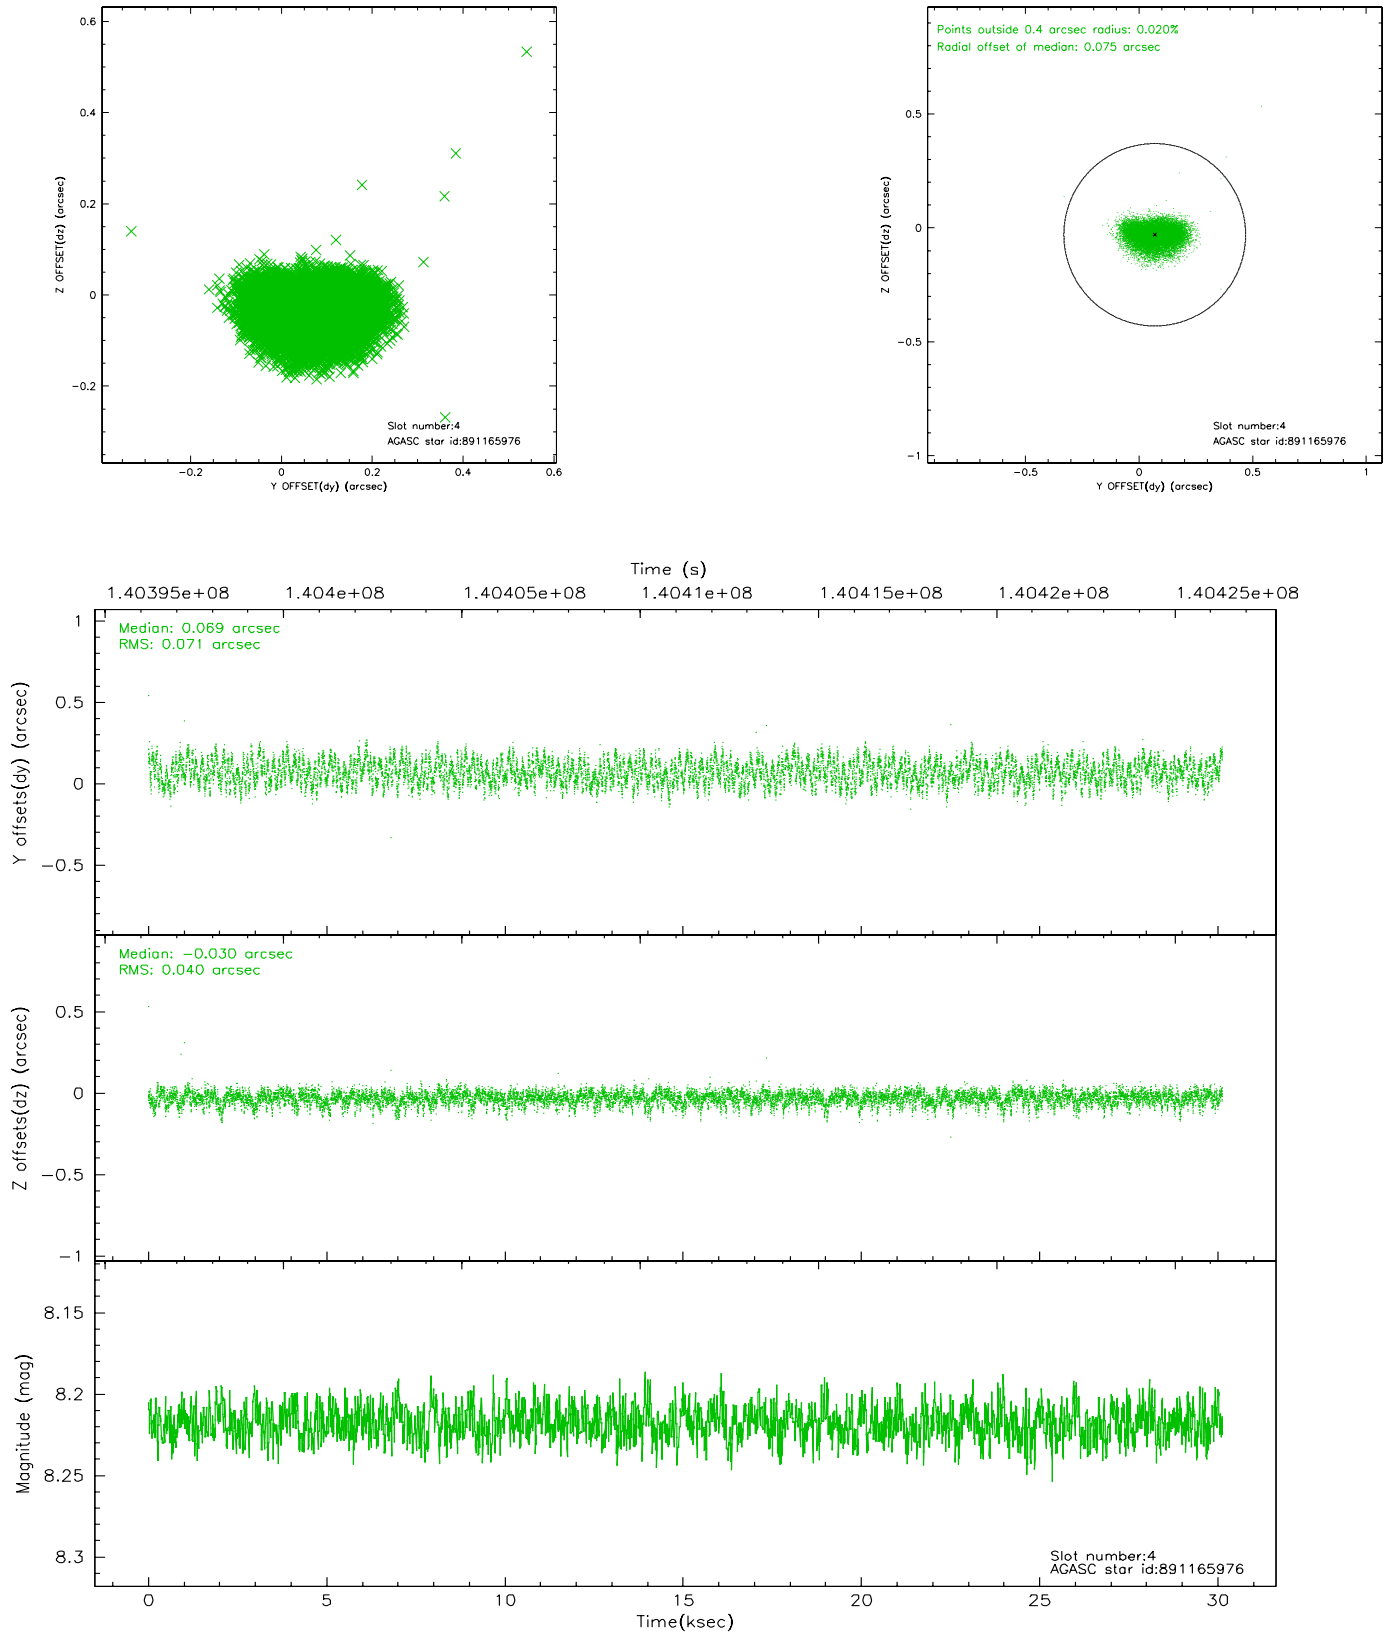 0.6
0.4
0.2
0
−0.2
Z OFFSET(dz) (arcsec)
Slot number:4
AGASC star id:891165976
−0.2 0 0.2 0.4 0.6
Y OFFSET(dy) (arcsec)
Points outside 0.4 arcsec radius: 0.020%
Radial offset of median: 0.075 arcsec
0.5
0
−0.5
−1
Z OFFSET(dz) (arcsec)
Slot number:4
AGASC star id:891165976
−0.5 0 0.5 1
Y OFFSET(dy) (arcsec)
Time (s)
1.40395e+08 1.404e+08 1.40405e+08 1.4041e+08 1.40415e+08 1.4042e+08 1.40425e+08
Median: 0.069 arcsec
RMS: 0.071 arcsec
1
0.5
0
−0.5
Y offsets(dy) (arcsec)
Median: −0.030 arcsec
RMS: 0.040 arcsec
0.5
0
−0.5
−1
Z offsets(dz) (arcsec)
8.15
8.2
8.25
8.3
Magnitude (mag)
Slot number:4
AGASC star id:891165976
0 5 10 15 20 25 30
Time(ksec)